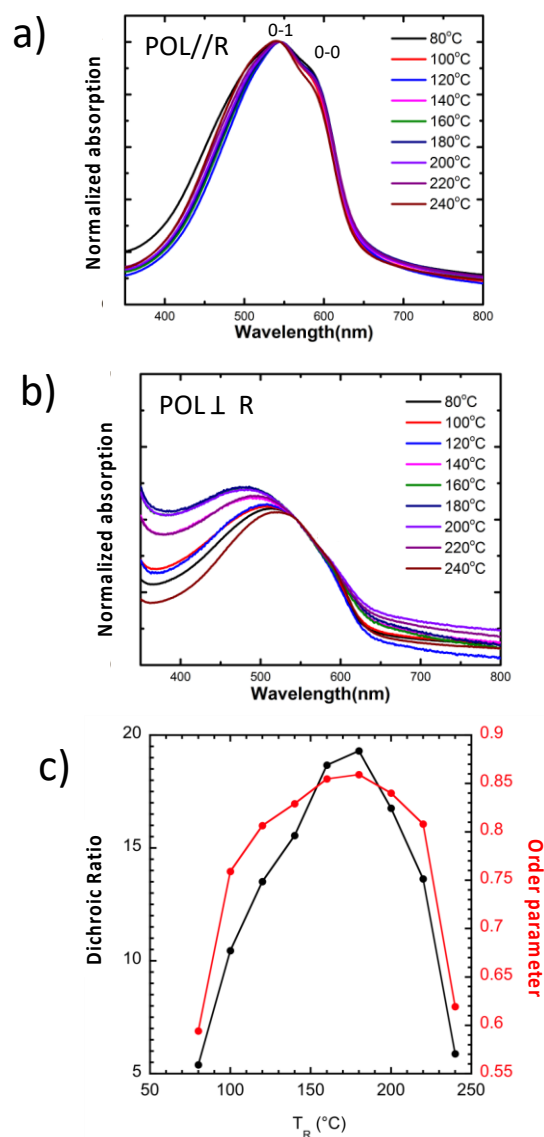 a)
POL//R
0-1
0-0
80°C
100°C
120°C
140°C
160°C
180°C
200°C
220°C
240°C
Normalized absorption
400 500 600 700 800
Wavelength(nm)
b)
POL⊥ R
80°C
100°C
120°C
140°C
160°C
180°C
200°C
220°C
240°C
Normalized absorption
400 500 600 700 800
Wavelength(nm)
c)
20
15
10
5
Dichroic Ratio
0.9
0.85
0.8
0.75
0.7
0.65
0.6
0.55
Order parameter
50 100 150 200 250
T_R (°C)